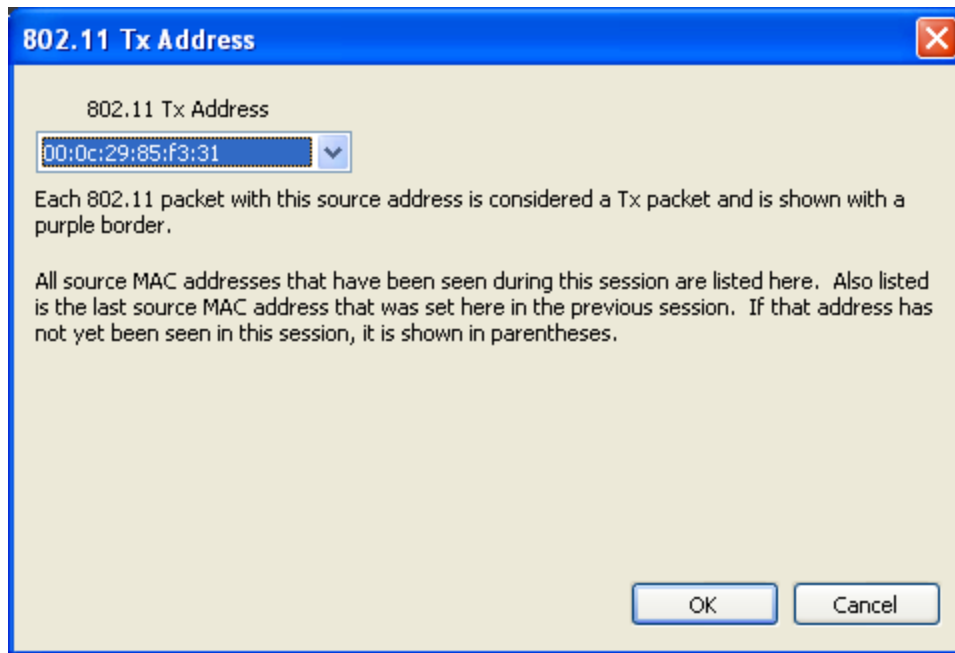 802.11 Tx Address
802.11 Tx Address
00:0c:29:85:f3:31
Each 802.11 packet with this source address is considered a Tx packet and is shown with a
purple border.
All source MAC addresses that have been seen during this session are listed here.  Also listed
is the last source MAC address that was set here in the previous session.  If that address has
not yet been seen in this session, it is shown in parentheses.
OK
Cancel